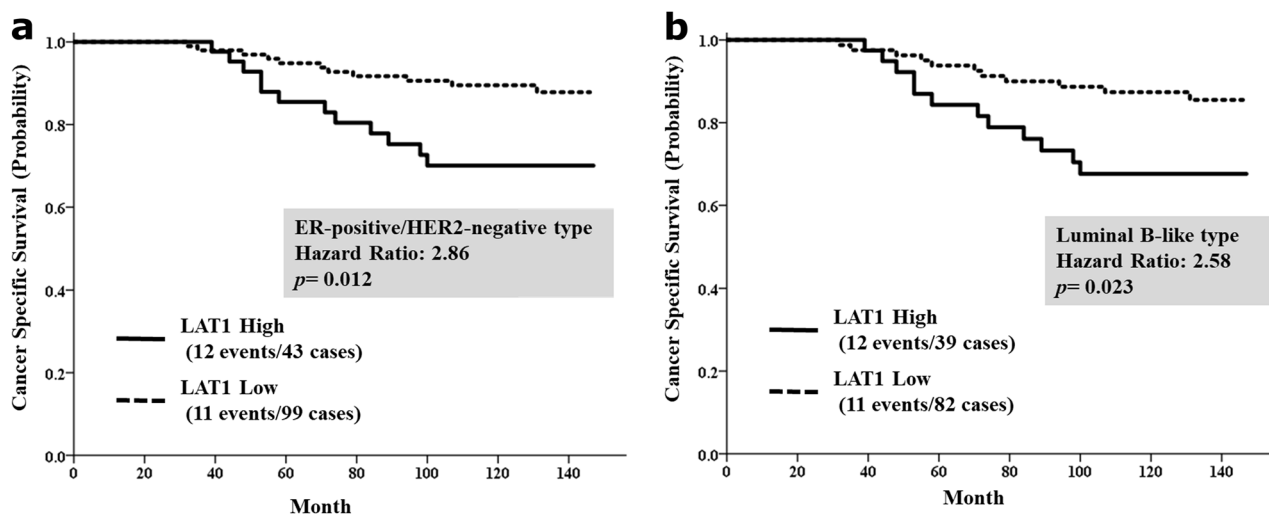 a
Cancer Specific Survival (Probability)
1.0
0.8
0.6
0.4
0.2
0.0
0 20 40 60 80 100 120 140
Month
ER-positive/HER2-negative type
Hazard Ratio: 2.86
p= 0.012
LAT1 High
(12 events/43 cases)
LAT1 Low
(11 events/99 cases)
b
Cancer Specific Survival (Probability)
1.0
0.8
0.6
0.4
0.2
0.0
0 20 40 60 80 100 120 140
Month
Luminal B-like type
Hazard Ratio: 2.58
p= 0.023
LAT1 High
(12 events/39 cases)
LAT1 Low
(11 events/82 cases)